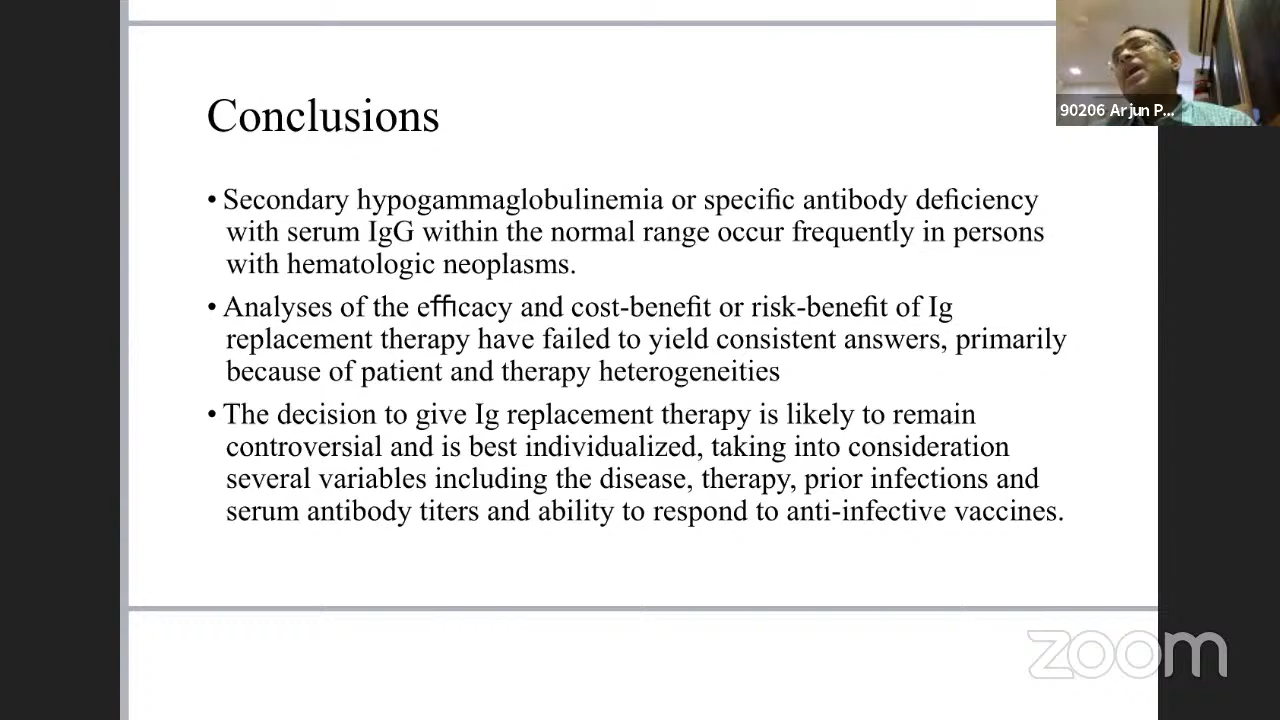 Conclusions
• Secondary hypogammaglobulinemia or specific antibody deficiency
with serum IgG within the normal range occur frequently in persons
with hematologic neoplasms.
• Analyses of the efficacy and cost-benefit or risk-benefit of Ig
replacement therapy have failed to yield consistent answers, primarily
because of patient and therapy heterogeneities
• The decision to give Ig replacement therapy is likely to remain
controversial and is best individualized, taking into consideration
several variables including the disease, therapy, prior infections and
serum antibody titers and ability to respond to anti-infective vaccines.
90206 Arjun P...
zoom